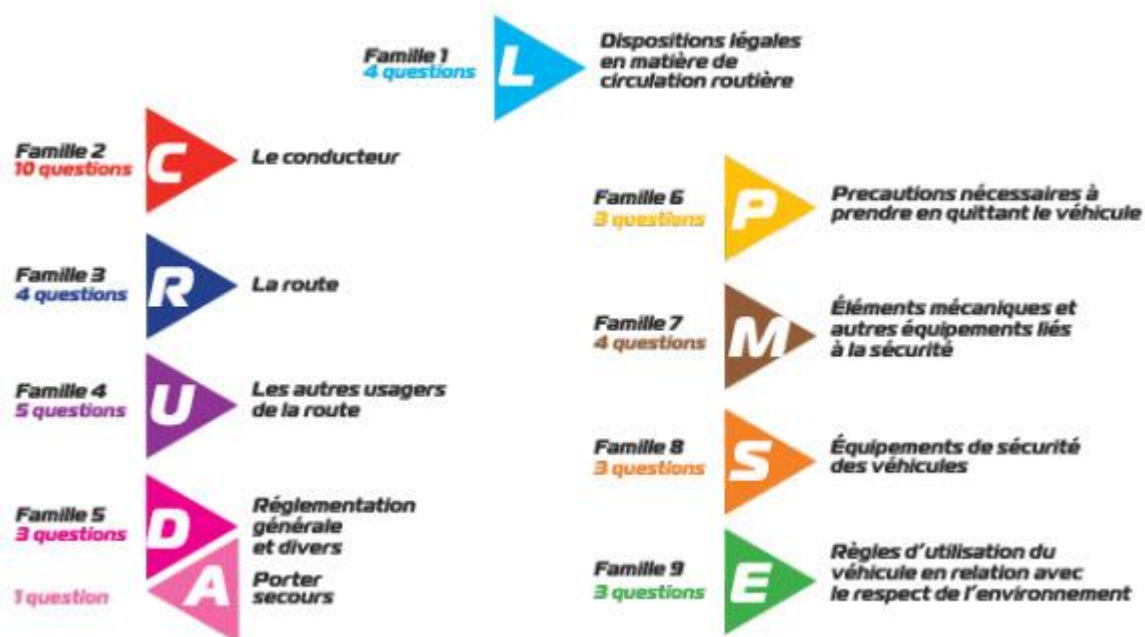 Famille 1
4 questions
L
Dispositions légales
en matière de
circulation routière
Famille 2
10 questions
C
Le conducteur
Famille 3
4 questions
R
La route
Famille 4
5 questions
U
Les autres usagers
de la route
Famille 5
3 questions
D
Réglementation
générale
et divers
1 question
A
Porter
secours
Famille 6
3 questions
P
Precautions nécessaires à
prendre en quittant le véhicule
Famille 7
4 questions
M
Éléments mécaniques et
autres équipements liés
à la sécurité
Famille 8
3 questions
S
Équipements de sécurité
des véhicules
Famille 9
3 questions
E
Règles d'utilisation du
véhicule en relation avec
le respect de l'environnement